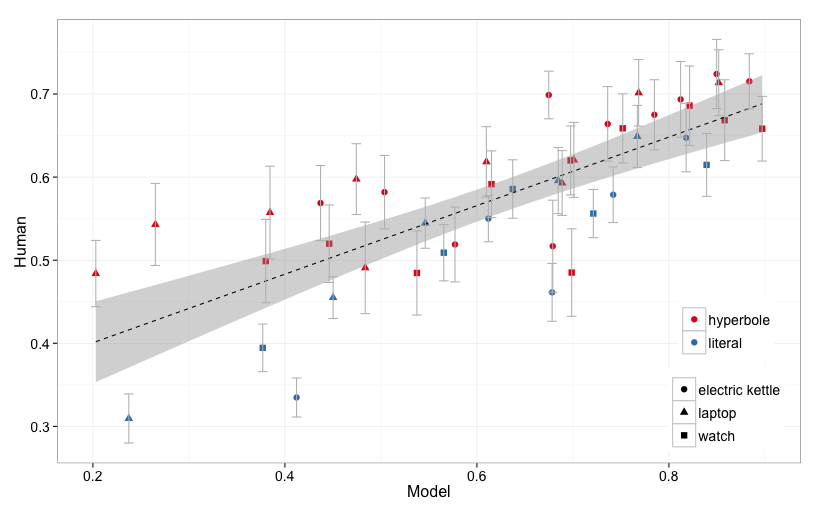 0.7
0.6
0.5
0.4
0.3
Human
0.2 0.4 0.6 0.8
Model
hyperbole
literal
electric kettle
laptop
watch